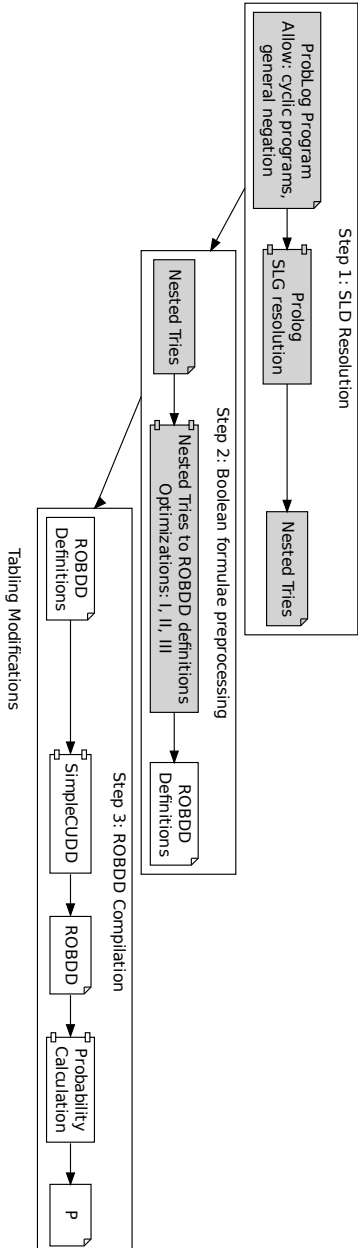 Step 1: SLD Resolution
ProbLog Program
Allow: cyclic programs,
general negation
Prolog
SLG resolution
Nested Tries
Step 2: Boolean formulae preprocessing
Nested Tries
Nested Tries to ROBDD definitions
Optimizations: I, II, III
ROBDD
Definitions
Step 3: ROBDD Compilation
ROBDD
Definitions
SimpleCUDD
ROBDD
Probability
Calculation
P
Tabling Modifications